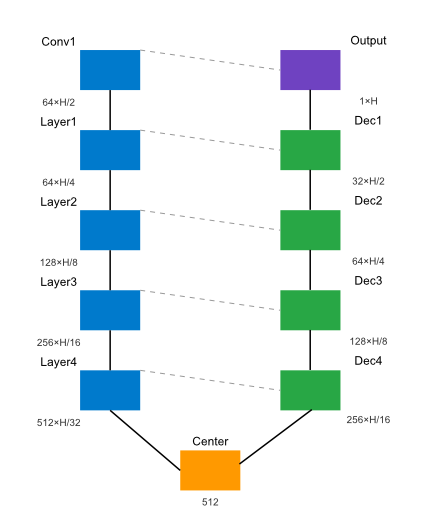 Conv1
Output
64×H/2
1×H
Layer1
Dec1
64×H/4
32×H/2
Layer2
Dec2
128×H/8
64×H/4
Layer3
Dec3
256×H/16
128×H/8
Layer4
Dec4
512×H/32
256×H/16
Center
512